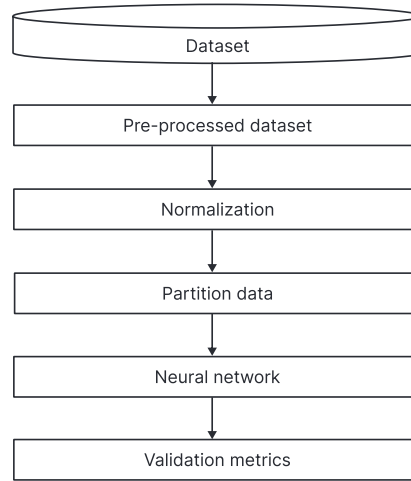 Dataset
Pre-processed dataset
Normalization
Partition data
Neural network
Validation metrics